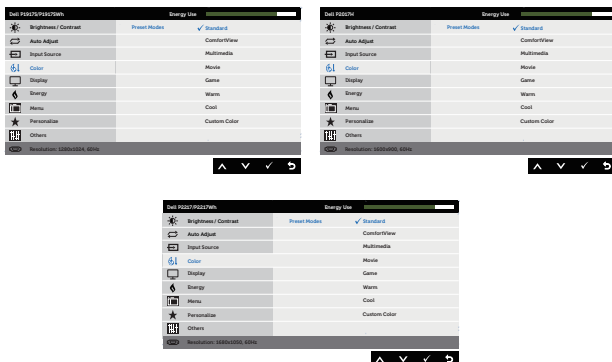 Dell P1917S/P1917SWh Energy Use
Brightness / Contrast Preset Modes ✓ Standard
Auto Adjust ComfortView
Input Source Multimedia
Color Movie
Display Game
Energy Warm
Menu Cool
Personalize Custom Color
Others
Resolution: 1280x1024, 60Hz
Dell P2017H Energy Use
Brightness / Contrast Preset Modes ✓ Standard
Auto Adjust ComfortView
Input Source Multimedia
Color Movie
Display Game
Energy Warm
Menu Cool
Personalize Custom Color
Others
Resolution: 1600x900, 60Hz
Dell P2217/P2217Wh Energy Use
Brightness / Contrast Preset Modes ✓ Standard
Auto Adjust ComfortView
Input Source Multimedia
Color Movie
Display Game
Energy Warm
Menu Cool
Personalize Custom Color
Others
Resolution: 1680x1050, 60Hz